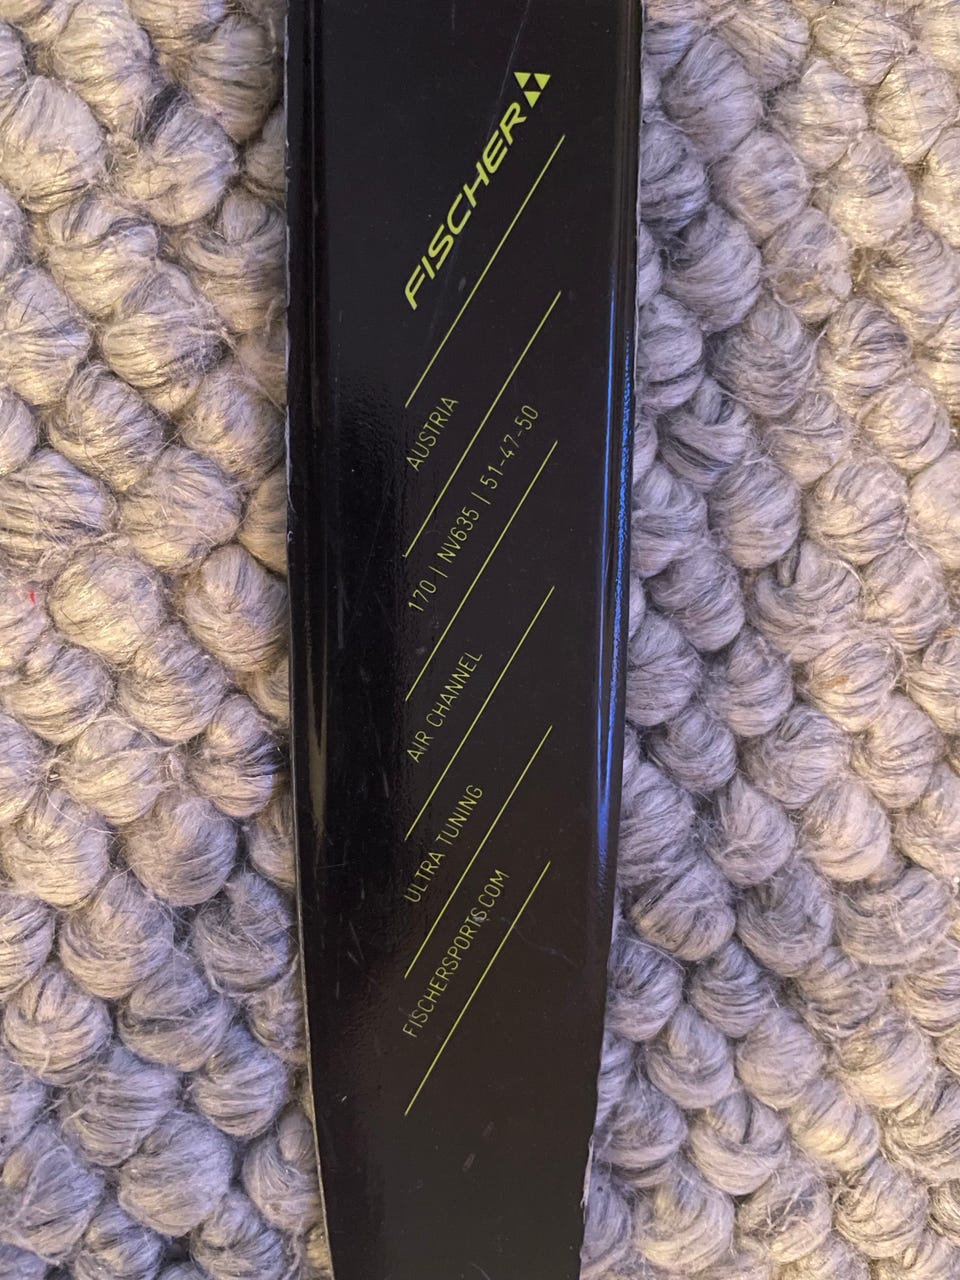 FISCHER
AUSTRIA
170 | NV635 | 51-47-50
AIR CHANNEL
ULTRA TUNING
FISCHERSPORTS.COM